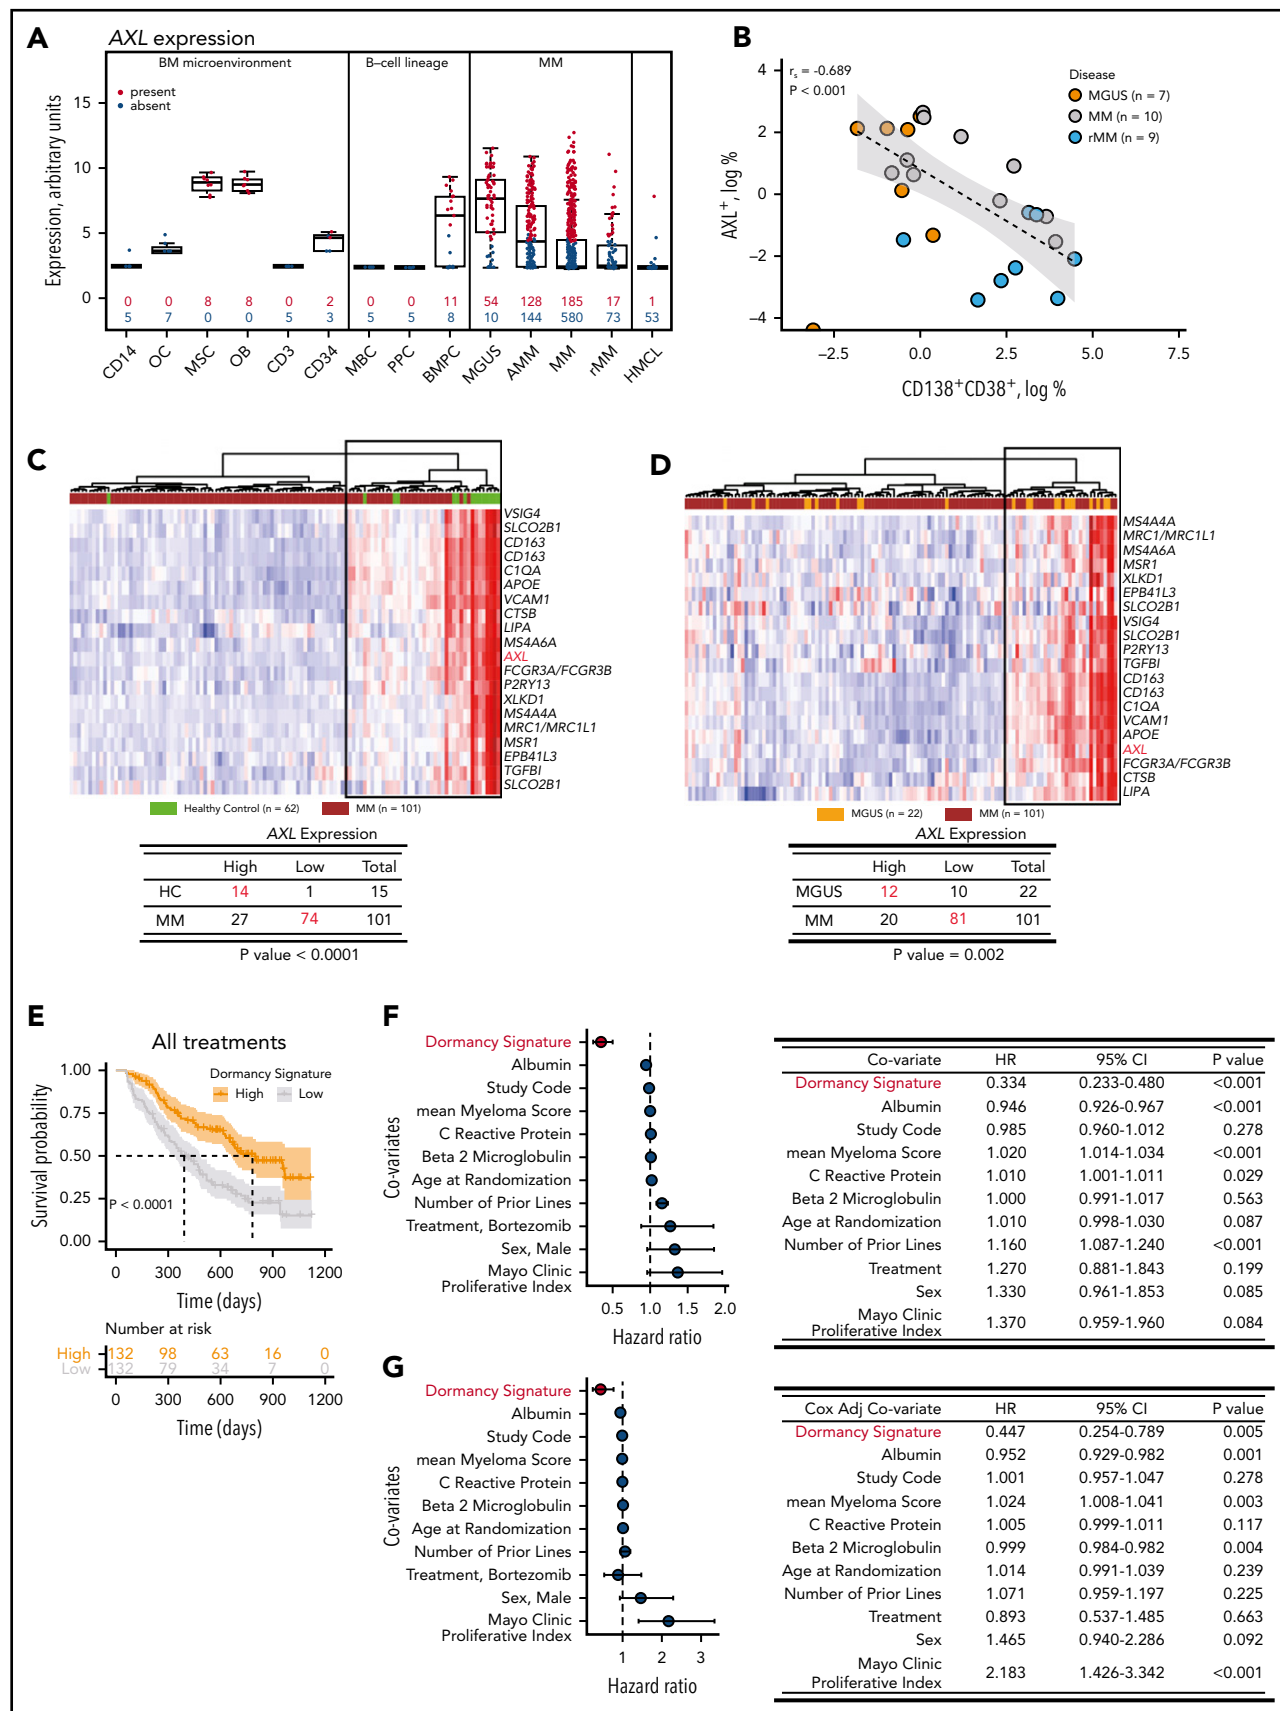 A
AXL expression
BM microenvironment
B–cell lineage
MM
present
absent
Expression, arbitrary units
15
10
5
0
0 0 8 8 0 2 0 0 11 54 128 185 17 1
5 7 0 0 5 3 5 5 8 10 144 580 73 53
CD14 OC MSC OB CD3 CD34 MBC PPC BMPC MGUS AMM MM rMM HMCL
B
rs = -0.689
P < 0.001
Disease
MGUS (n = 7)
MM (n = 10)
rMM (n = 9)
AXL+, log %
4
2
0
−2
−4
−2.5 0.0 2.5 5.0 7.5
CD138+CD38+, log %
C
VSIG4
SLCO2B1
CD163
CD163
C1QA
APOE
VCAM1
CTSB
LIPA
MS4A6A
AXL
FCGR3A/FCGR3B
P2RY13
XLKD1
MS4A4A
MRC1/MRC1L1
MSR1
EPB41L3
TGFBI
SLCO2B1
Healthy Control (n = 62) MM (n = 101)
AXL Expression
High Low Total
HC 14 1 15
MM 27 74 101
P value < 0.0001
D
MS4A4A
MRC1/MRC1L1
MS4A6A
MSR1
XLKD1
EPB41L3
SLCO2B1
VSIG4
SLCO2B1
P2RY13
TGFBI
CD163
CD163
C1QA
VCAM1
APOE
AXL
FCGR3A/FCGR3B
CTSB
LIPA
MGUS (n = 22) MM (n = 101)
AXL Expression
High Low Total
MGUS 12 10 22
MM 20 81 101
P value = 0.002
E
All treatments
Dormancy Signature
High Low
Survival probability
1.00
0.75
0.50
0.25
0.00
P < 0.0001
0 300 600 900 1200
Time (days)
Number at risk
High 132 98 63 16 0
Low 132 79 34 7 0
0 300 600 900 1200
Time (days)
F
Co-variates
Dormancy Signature
Albumin
Study Code
mean Myeloma Score
C Reactive Protein
Beta 2 Microglobulin
Age at Randomization
Number of Prior Lines
Treatment, Bortezomib
Sex, Male
Mayo Clinic
Proliferative Index
0.5 1.0 1.5 2.0
Hazard ratio
Co-variate HR 95% CI P value
Dormancy Signature 0.334 0.233-0.480 <0.001
Albumin 0.946 0.926-0.967 <0.001
Study Code 0.985 0.960-1.012 0.278
mean Myeloma Score 1.020 1.014-1.034 <0.001
C Reactive Protein 1.010 1.001-1.011 0.029
Beta 2 Microglobulin 1.000 0.991-1.017 0.563
Age at Randomization 1.010 0.998-1.030 0.087
Number of Prior Lines 1.160 1.087-1.240 <0.001
Treatment 1.270 0.881-1.843 0.199
Sex 1.330 0.961-1.853 0.085
Mayo Clinic
Proliferative Index 1.370 0.959-1.960 0.084
G
Co-variates
Dormancy Signature
Albumin
Study Code
mean Myeloma Score
C Reactive Protein
Beta 2 Microglobulin
Age at Randomization
Number of Prior Lines
Treatment, Bortezomib
Sex, Male
Mayo Clinic
Proliferative Index
1 2 3
Hazard ratio
Cox Adj Co-variate HR 95% CI P value
Dormancy Signature 0.447 0.254-0.789 0.005
Albumin 0.952 0.929-0.982 0.001
Study Code 1.001 0.957-1.047 0.278
mean Myeloma Score 1.024 1.008-1.041 0.003
C Reactive Protein 1.005 0.999-1.011 0.117
Beta 2 Microglobulin 0.999 0.984-0.982 0.004
Age at Randomization 1.014 0.991-1.039 0.239
Number of Prior Lines 1.071 0.959-1.197 0.225
Treatment 0.893 0.537-1.485 0.663
Sex 1.465 0.940-2.286 0.092
Mayo Clinic
Proliferative Index 2.183 1.426-3.342 <0.001